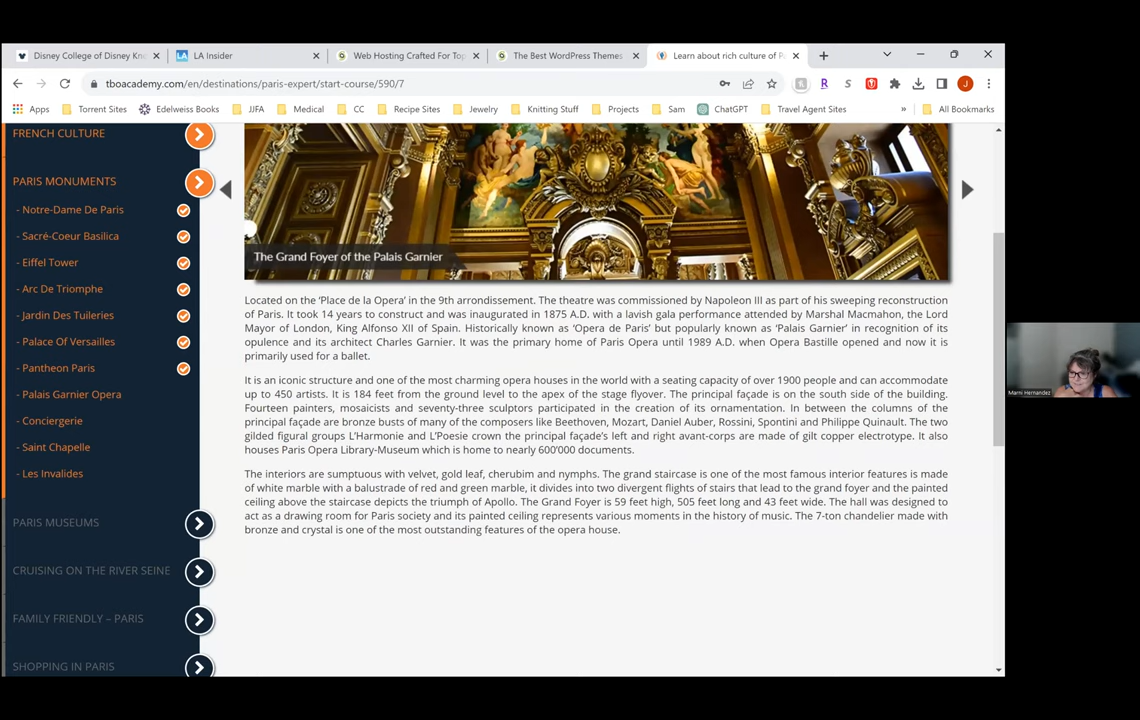 Disney College of Disney Kno
LA Insider
Web Hosting Crafted For Top
The Best WordPress Themes
Learn about rich culture of P
tboacademy.com/en/destinations/paris-expert/start-course/590/7
Apps
Torrent Sites
Edelweiss Books
JJFA
Medical
CC
Recipe Sites
Jewelry
Knitting Stuff
Projects
Sam
ChatGPT
Travel Agent Sites
»
All Bookmarks
FRENCH CULTURE
PARIS MONUMENTS
- Notre-Dame De Paris
- Sacré-Coeur Basilica
- Eiffel Tower
- Arc De Triomphe
- Jardin Des Tuileries
- Palace Of Versailles
- Pantheon Paris
- Palais Garnier Opera
- Conciergerie
- Saint Chapelle
- Les Invalides
PARIS MUSEUMS
CRUISING ON THE RIVER SEINE
FAMILY FRIENDLY – PARIS
SHOPPING IN PARIS
The Grand Foyer of the Palais Garnier
Located on the ‘Place de la Opera’ in the 9th arrondissement. The theatre was commissioned by Napoleon III as part of his sweeping reconstruction
of Paris. It took 14 years to construct and was inaugurated in 1875 A.D. with a lavish gala performance attended by Marshal Macmahon, the Lord
Mayor of London, King Alfonso XII of Spain. Historically known as ‘Opera de Paris’ but popularly known as ‘Palais Garnier’ in recognition of its
opulence and its architect Charles Garnier. It was the primary home of Paris Opera until 1989 A.D. when Opera Bastille opened and now it is
primarily used for a ballet.
It is an iconic structure and one of the most charming opera houses in the world with a seating capacity of over 1900 people and can accommodate
up to 450 artists. It is 184 feet from the ground level to the apex of the stage flyover. The principal façade is on the south side of the building.
Fourteen painters, mosaicists and seventy-three sculptors participated in the creation of its ornamentation. In between the columns of the
principal façade are bronze busts of many of the composers like Beethoven, Mozart, Daniel Auber, Rossini, Spontini and Philippe Quinault. The two
gilded figural groups L’Harmonie and L’Poesie crown the principal façade’s left and right avant-corps are made of gilt copper electrotype. It also
houses Paris Opera Library-Museum which is home to nearly 600’000 documents.
The interiors are sumptuous with velvet, gold leaf, cherubim and nymphs. The grand staircase is one of the most famous interior features is made
of white marble with a balustrade of red and green marble, it divides into two divergent flights of stairs that lead to the grand foyer and the painted
ceiling above the staircase depicts the triumph of Apollo. The Grand Foyer is 59 feet high, 505 feet long and 43 feet wide. The hall was designed to
act as a drawing room for Paris society and its painted ceiling represents various moments in the history of music. The 7-ton chandelier made with
bronze and crystal is one of the most outstanding features of the opera house.
Marni Hernandez